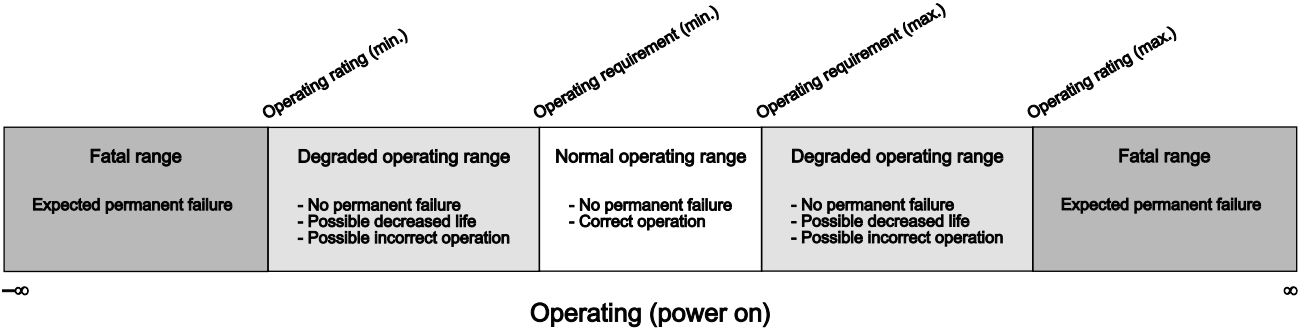 Operating rating (min.)
Operating requirement (min.)
Operating requirement (max.)
Operating rating (max.)
Fatal range
Expected permanent failure
Degraded operating range
- No permanent failure
- Possible decreased life
- Possible incorrect operation
Normal operating range
- No permanent failure
- Correct operation
Degraded operating range
- No permanent failure
- Possible decreased life
- Possible incorrect operation
Fatal range
Expected permanent failure
–∞
∞
Operating (power on)